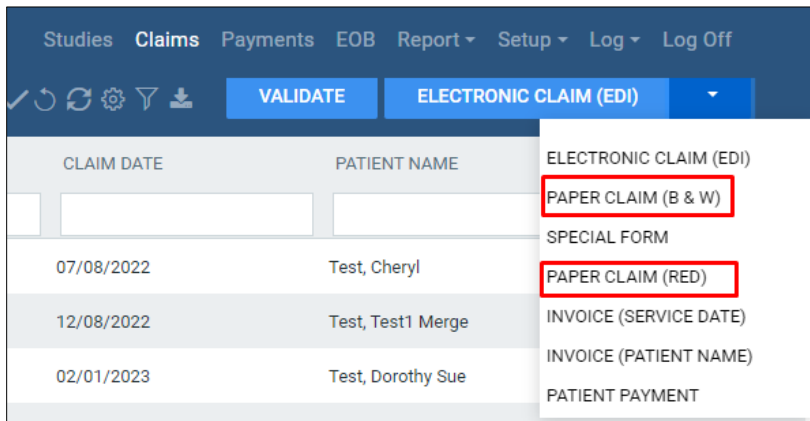 Studies Claims Payments EOB Report Setup Log Log Off
VALIDATE ELECTRONIC CLAIM (EDI)
CLAIM DATE PATIENT NAME
ELECTRONIC CLAIM (EDI)
PAPER CLAIM (B & W)
SPECIAL FORM
PAPER CLAIM (RED)
INVOICE (SERVICE DATE)
INVOICE (PATIENT NAME)
PATIENT PAYMENT
07/08/2022 Test, Cheryl
12/08/2022 Test, Test1 Merge
02/01/2023 Test, Dorothy Sue